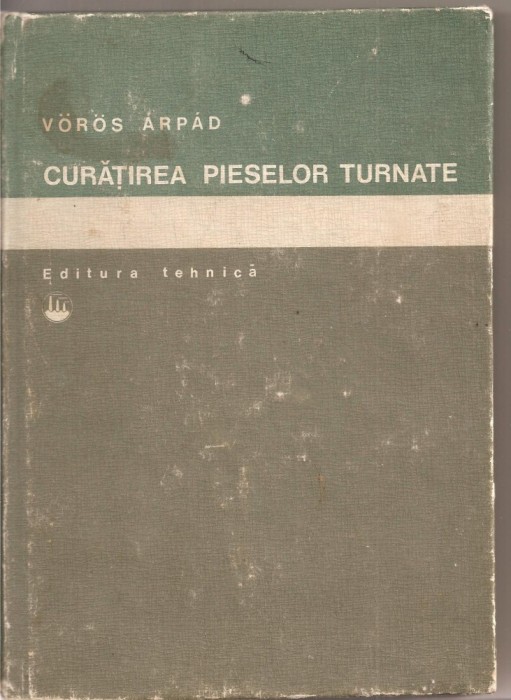 VÖRÖS ÁRPÁD
CURĂȚIREA PIESELOR TURNATE
Editura tehnică